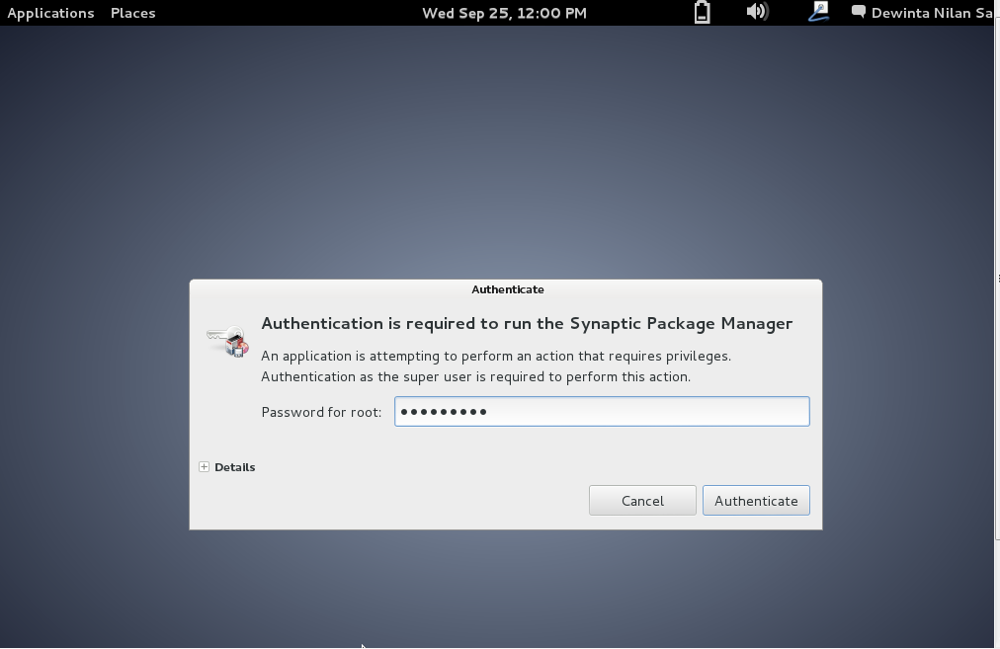 Applications Places Wed Sep 25, 12:00 PM Dewinta Nilan Sa
Authenticate
Authentication is required to run the Synaptic Package Manager
An application is attempting to perform an action that requires privileges.
Authentication as the super user is required to perform this action.
Password for root: •••••••••
Details
Cancel Authenticate